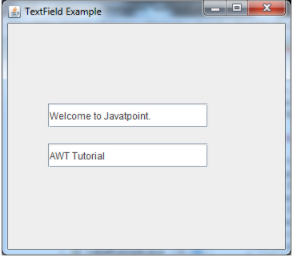 TextField Example
Welcome to Javatpoint.
AWT Tutorial